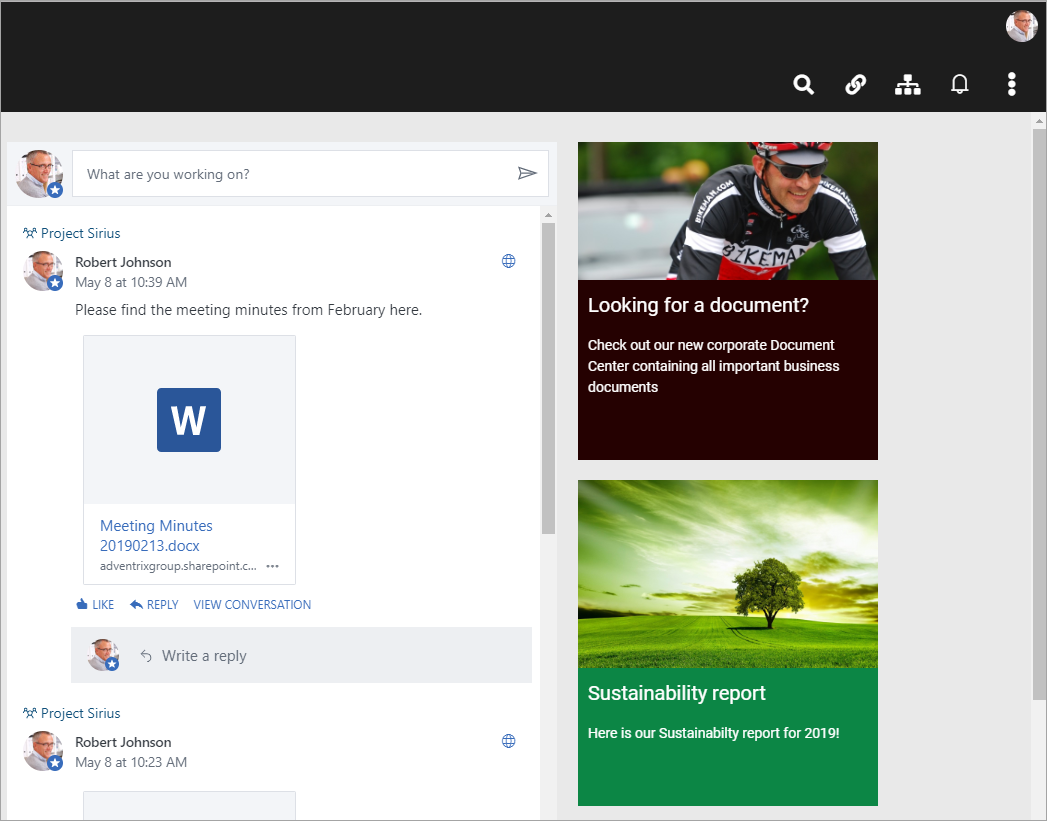 What are you working on?
Project Sirius
Robert Johnson
May 8 at 10:39 AM
Please find the meeting minutes from February here.
W
Meeting Minutes
20190213.docx
adventrixgroup.sharepoint.c... •••
LIKE REPLY VIEW CONVERSATION
Write a reply
Project Sirius
Robert Johnson
May 8 at 10:23 AM
BIKEMAN.COM
BIKEMAN
Looking for a document?
Check out our new corporate Document
Center containing all important business
documents
Sustainability report
Here is our Sustainabilty report for 2019!